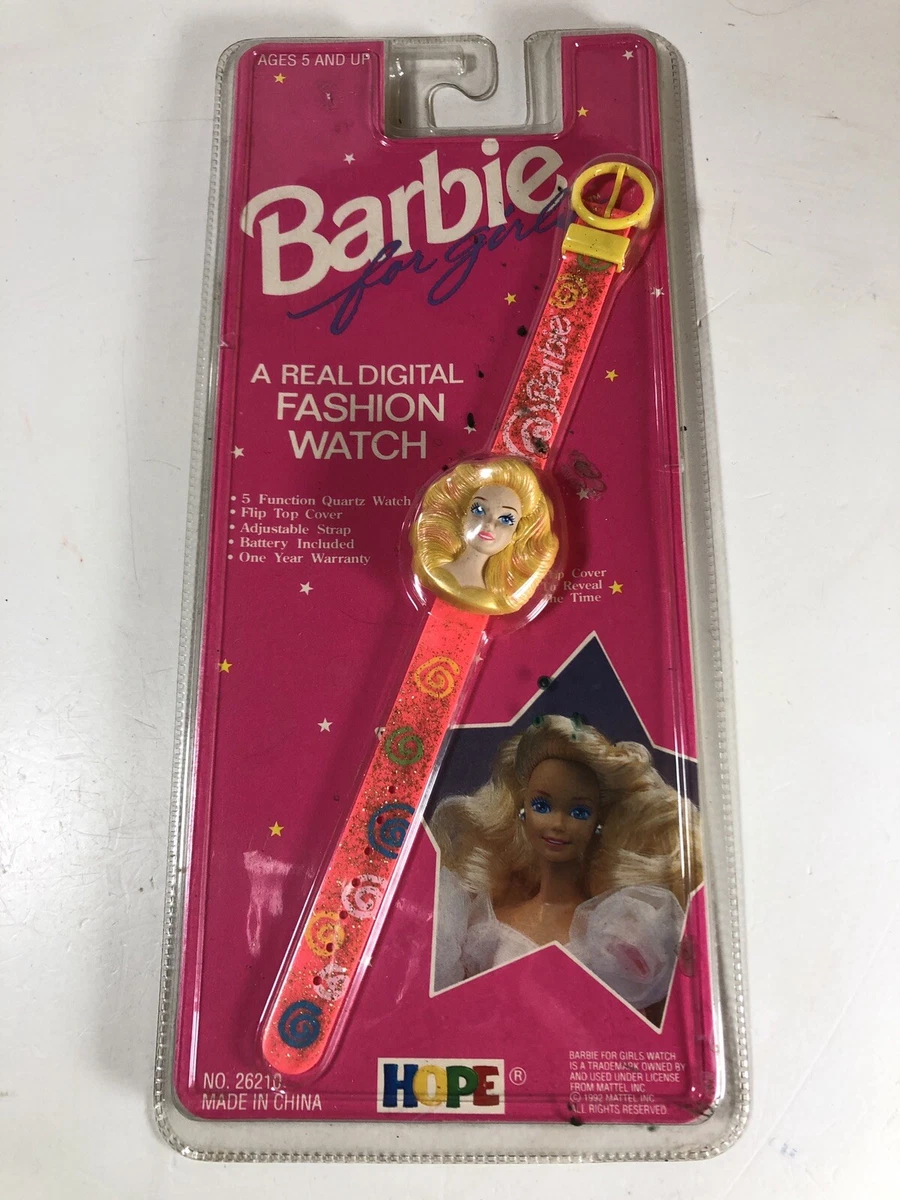 AGES 5 AND UP
Barbie
for girls
A REAL DIGITAL
FASHION
WATCH
• 5 Function Quartz Watch
• Flip Top Cover
• Adjustable Strap
• Battery Included
• One Year Warranty
Barbie
Cover
To Reveal
the Time
NO. 26210
MADE IN CHINA
HOPE ®
BARBIE FOR GIRLS WATCH
IS A TRADEMARK OWNED BY
AND USED UNDER LICENSE
FROM MATTEL INC
© 1992 MATTEL INC
ALL RIGHTS RESERVED